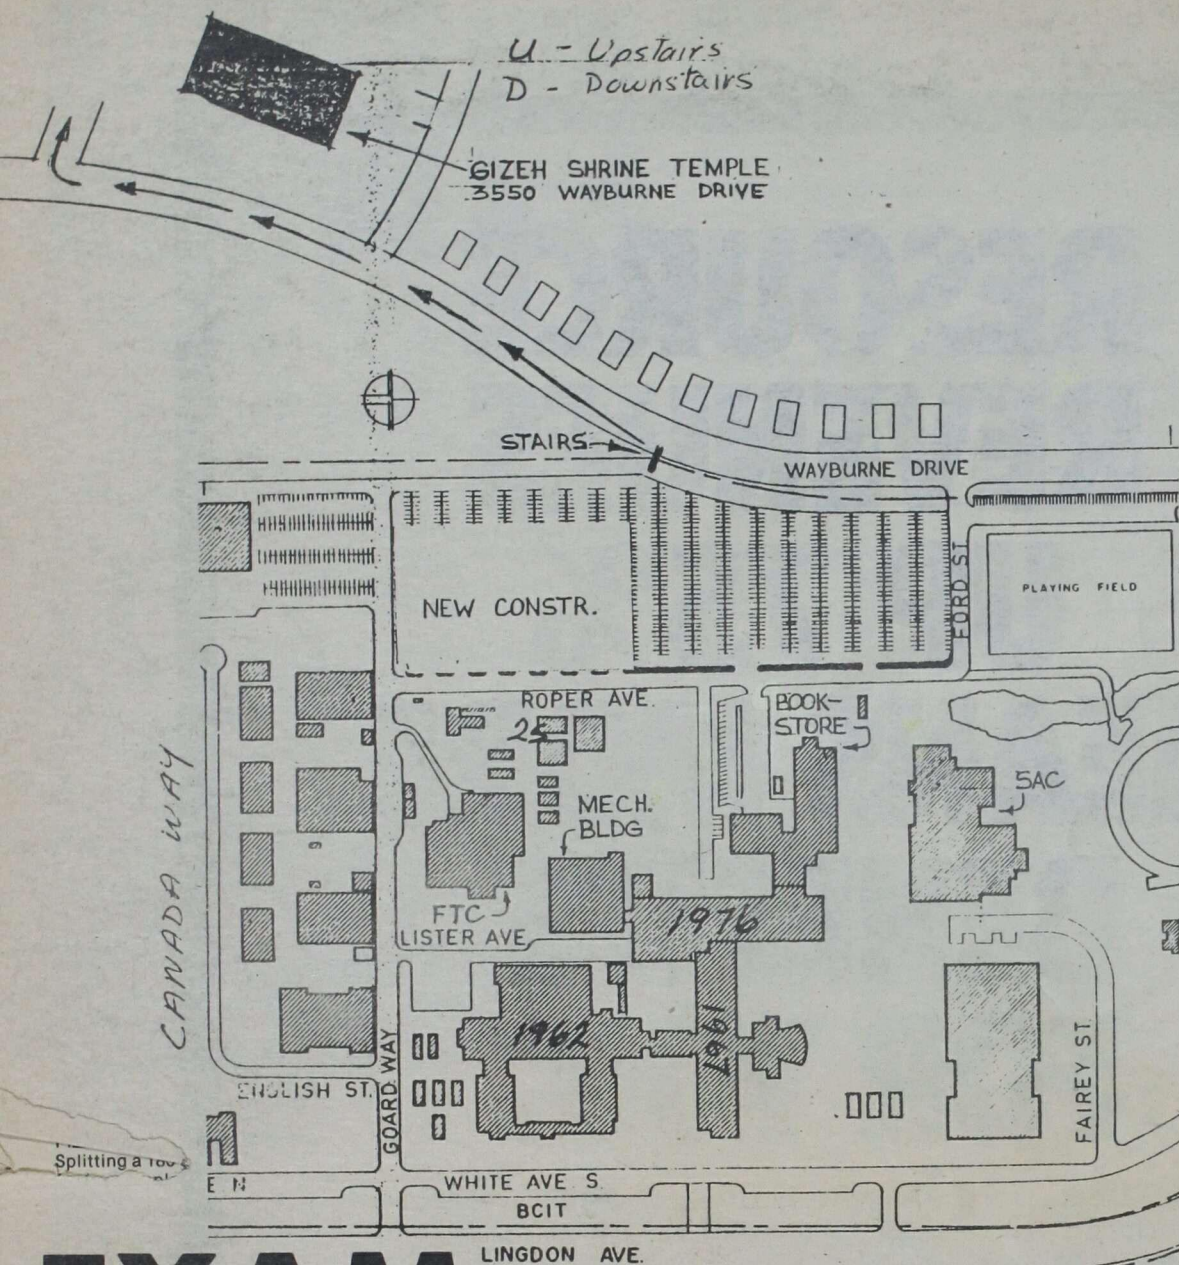 U - Upstairs
D - Downstairs
GIZEH SHRINE TEMPLE
3550 WAYBURNE DRIVE
STAIRS
WAYBURNE DRIVE
FORD ST.
PLAYING FIELD
NEW CONSTR.
ROPER AVE.
BOOK-
STORE
25
SAC
MECH.
BLDG
CANADA WAY
FTC
1976
LISTER AVE
1962
1967
GOARD WAY
ENGLISH ST.
FAIREY ST.
Splitting a
E N
WHITE AVE S.
BCIT
LINGDON AVE.
EXAM